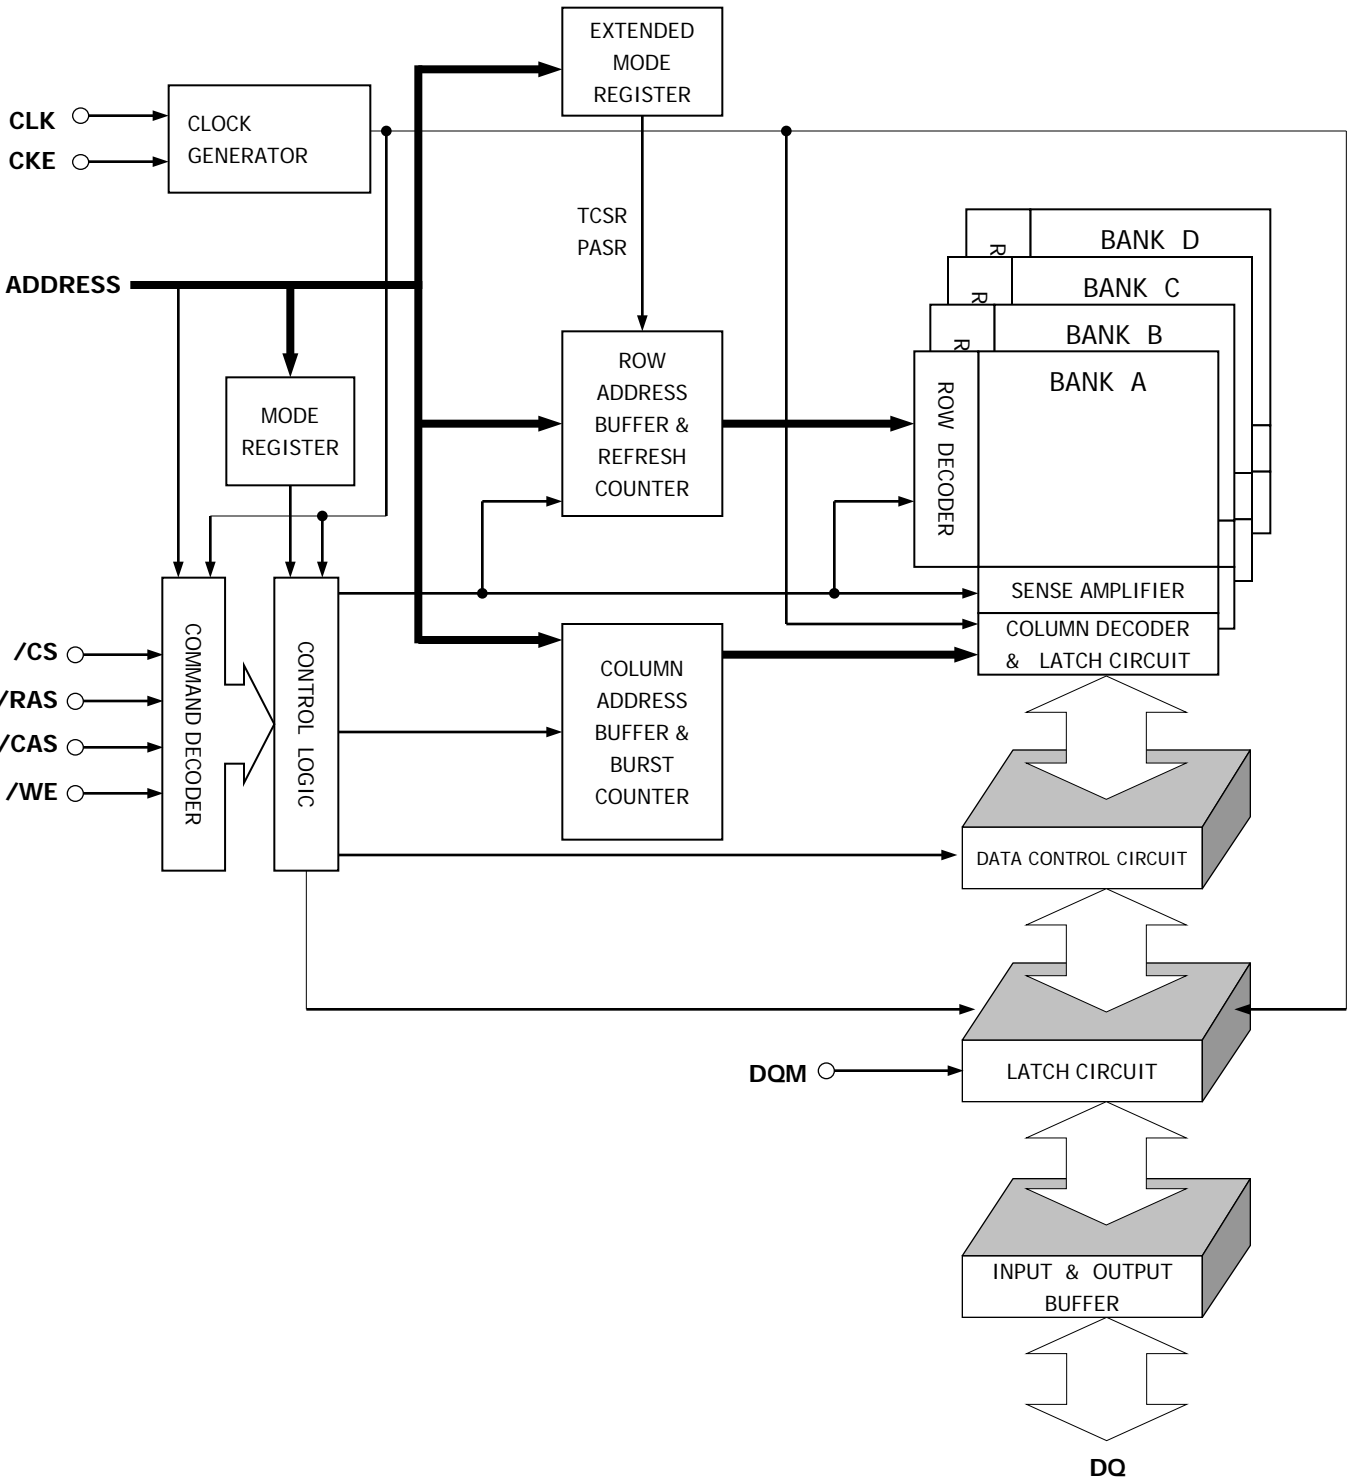 EXTENDED
MODE
REGISTER
CLK
CKE
CLOCK
GENERATOR
TCSR
PASR
ADDRESS
BANK D
R
BANK C
R
BANK B
R
BANK A
ROW DECODER
ROW
ADDRESS
BUFFER &
REFRESH
COUNTER
MODE
REGISTER
SENSE AMPLIFIER
COLUMN DECODER
& LATCH CIRCUIT
/CS
/RAS
/CAS
/WE
COMMAND DECODER
CONTROL LOGIC
COLUMN
ADDRESS
BUFFER &
BURST
COUNTER
DATA CONTROL CIRCUIT
DQM
LATCH CIRCUIT
INPUT & OUTPUT
BUFFER
DQ